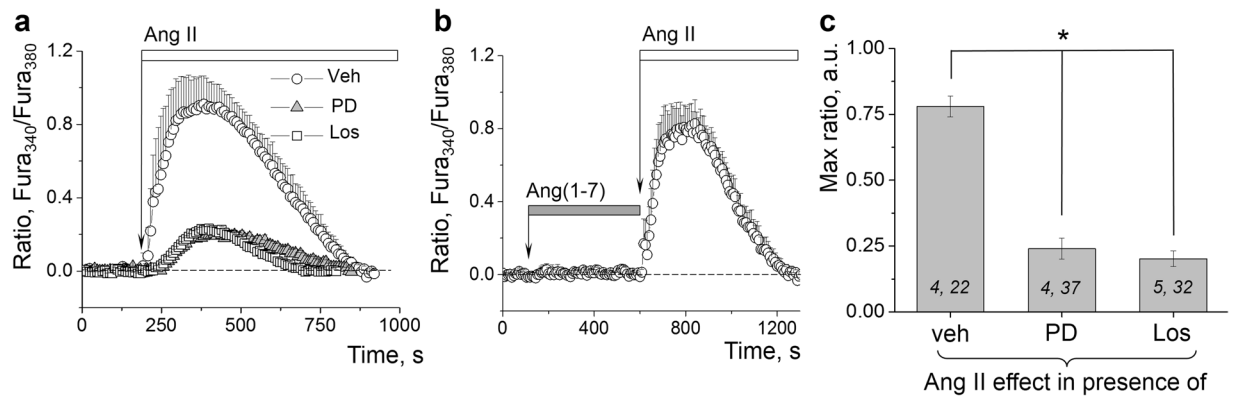 a
Ang II
Veh
PD
Los
Ratio, Fura340/Fura380
1.2
0.8
0.4
0.0
0
250
500
750
1000
Time, s
b
Ang II
Ang(1-7)
Ratio, Fura340/Fura380
1.2
0.8
0.4
0.0
0
400
800
1200
Time, s
c
*
Max ratio, a.u.
1.00
0.75
0.50
0.25
0.00
4, 22
4, 37
5, 32
veh
PD
Los
Ang II effect in presence of